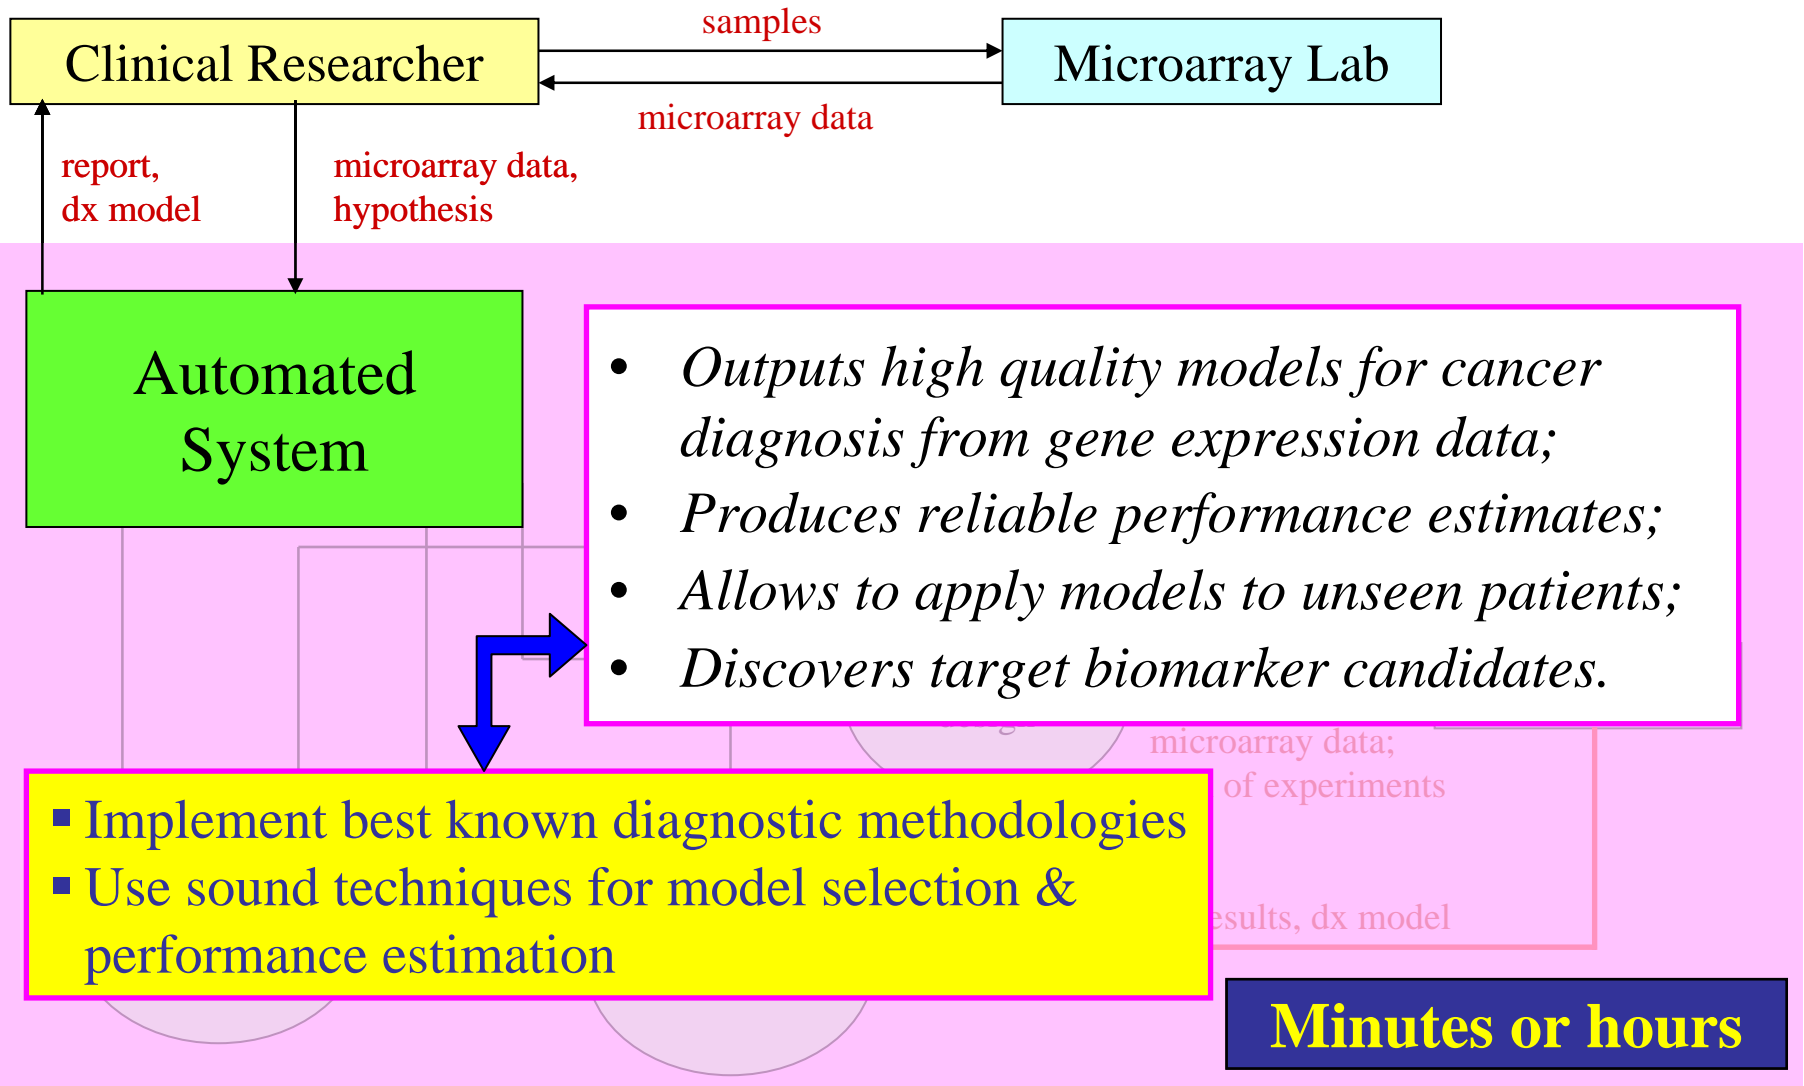 samples
Clinical Researcher
Microarray Lab
microarray data
report,
dx model
microarray data,
hypothesis
Automated
System
• Outputs high quality models for cancer
diagnosis from gene expression data;
• Produces reliable performance estimates;
• Allows to apply models to unseen patients;
• Discovers target biomarker candidates.
microarray data;
of experiments
▪ Implement best known diagnostic methodologies
▪ Use sound techniques for model selection &
performance estimation
esults, dx model
Minutes or hours